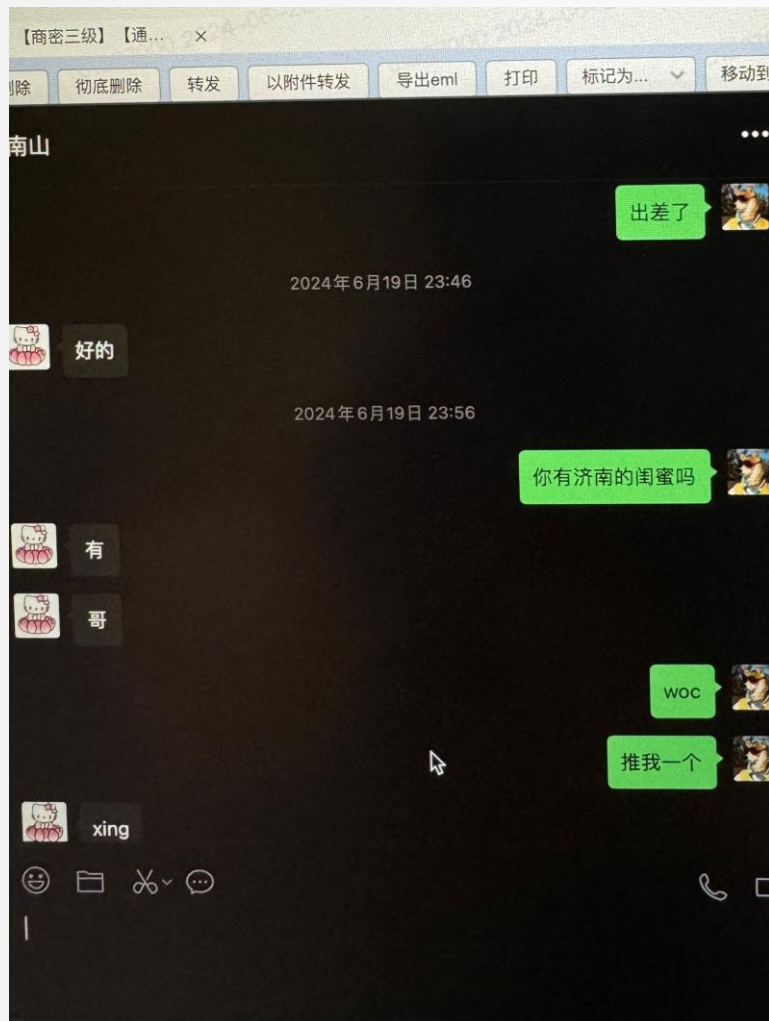 【商密三级】【通... ×
删除 彻底删除 转发 以附件转发 导出eml 打印 标记为... 移动到
南山
出差了
2024年6月19日 23:46
好的
2024年6月19日 23:56
你有济南的闺蜜吗
有
哥
woc
推我一个
xing